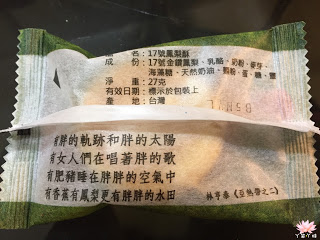 品　名：17號鳳梨酥
成　份：17號金鑽鳳梨、乳酪、奶粉、麥芽、
海藻糖、天然奶油、麵粉、蛋、糖、鹽
淨　重：27克
有效日期：標示於包裝上
產　地：台灣
有胖的軌跡和胖的太陽
有女人們在唱著胖的歌
有肥豬睡在胖胖的空氣中
有香蕉有鳳梨更有胖胖的水田
林亨泰《亞熱帶之二》